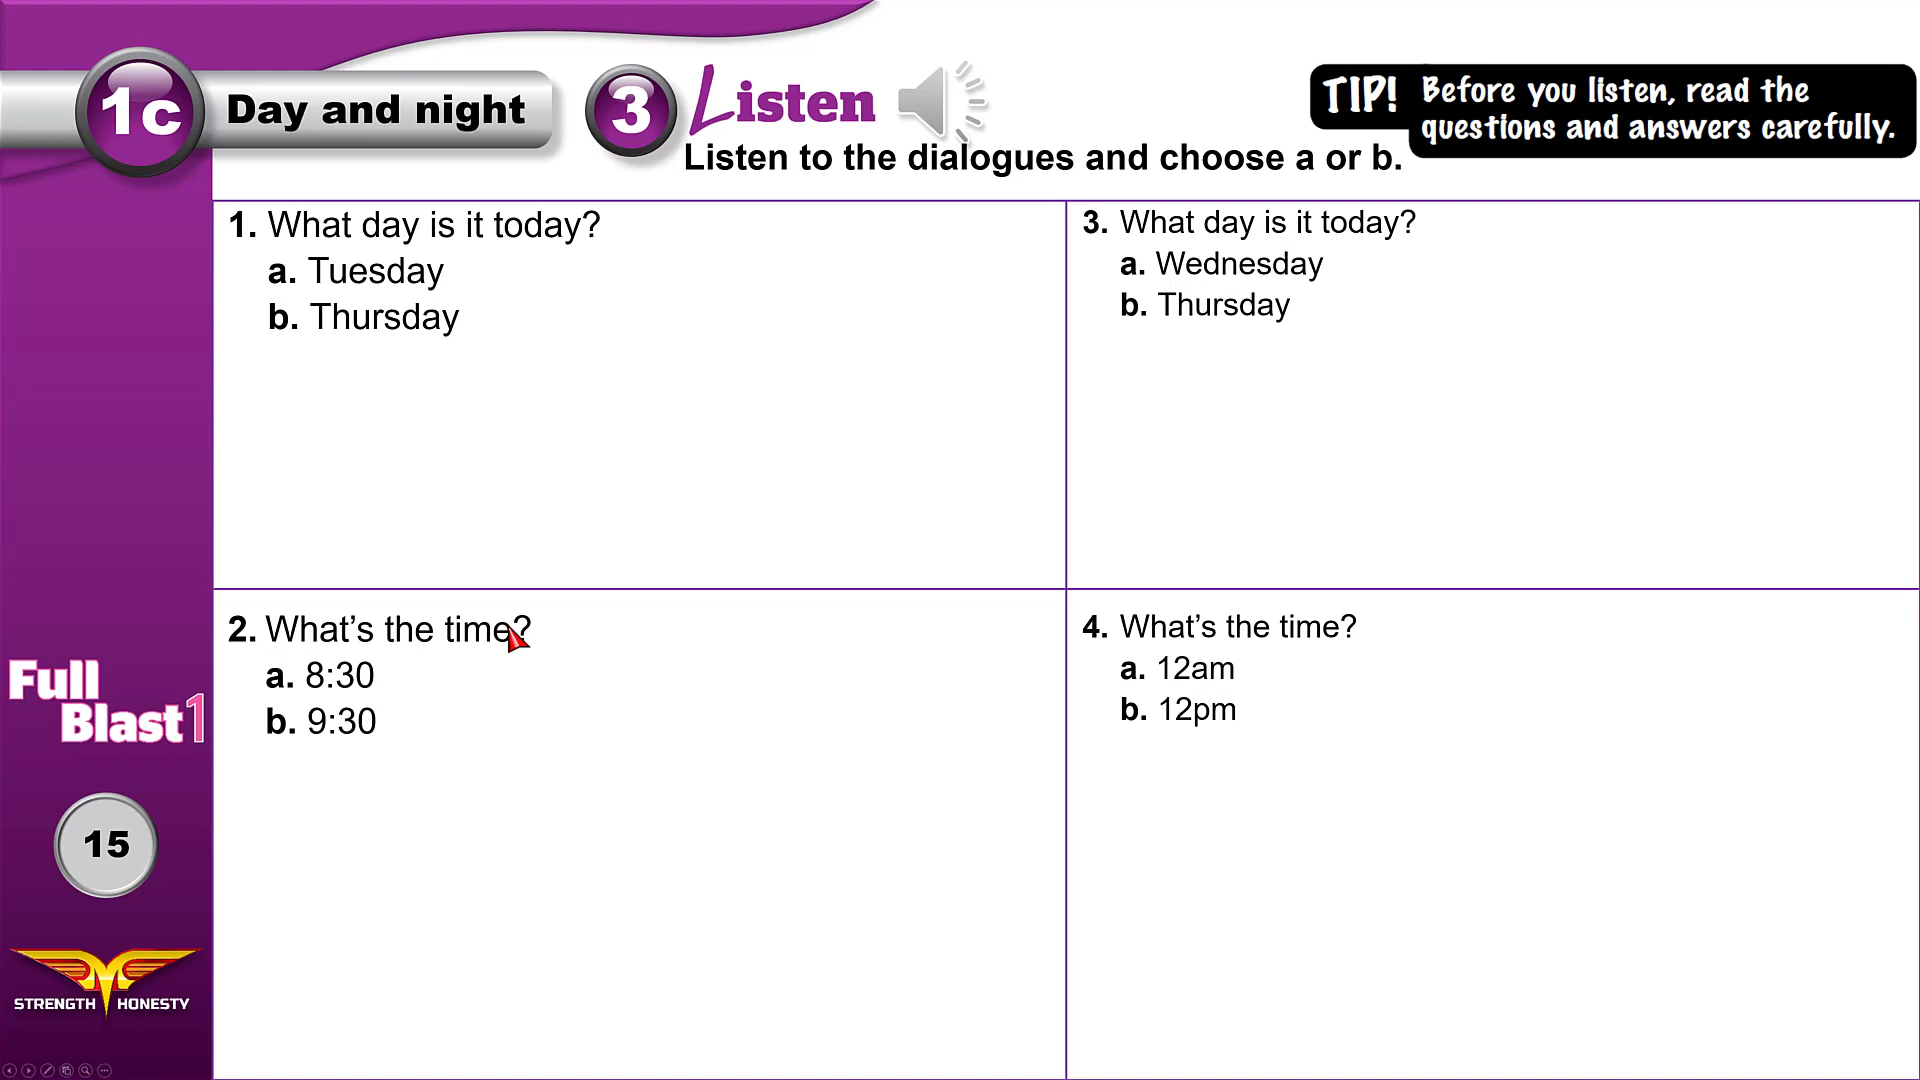 1c Day and night
3 Listen
Listen to the dialogues and choose a or b.
TIP! Before you listen, read the
questions and answers carefully.
1. What day is it today?
a. Tuesday
b. Thursday
2. What’s the time?
a. 8:30
b. 9:30
3. What day is it today?
a. Wednesday
b. Thursday
4. What’s the time?
a. 12am
b. 12pm
Full
Blast 1
15
STRENGTH HONESTY